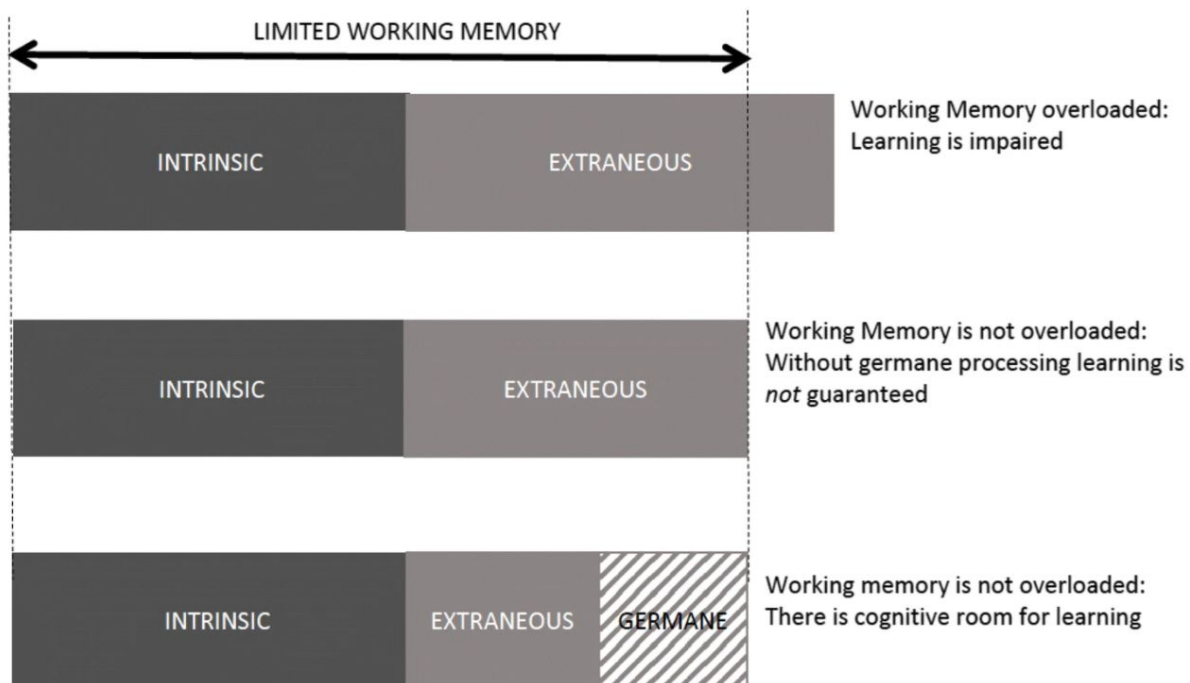 LIMITED WORKING MEMORY
INTRINSIC
EXTRANEOUS
Working Memory overloaded:
Learning is impaired
INTRINSIC
EXTRANEOUS
Working Memory is not overloaded:
Without germane processing learning is
not guaranteed
INTRINSIC
EXTRANEOUS
GERMANE
Working memory is not overloaded:
There is cognitive room for learning